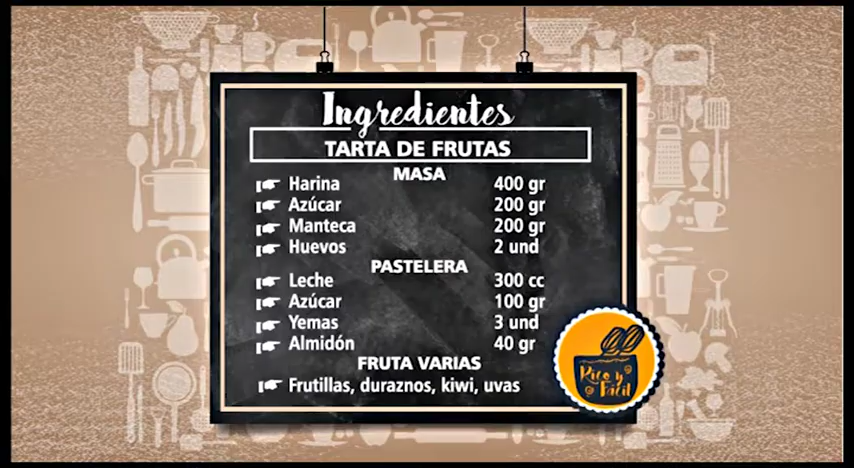 Ingredientes
TARTA DE FRUTAS
MASA
Harina 400 gr
Azúcar 200 gr
Manteca 200 gr
Huevos 2 und
PASTELERA
Leche 300 cc
Azúcar 100 gr
Yemas 3 und
Almidón 40 gr
FRUTA VARIAS
Frutillas, duraznos, kiwi, uvas
Rico y
Fácil